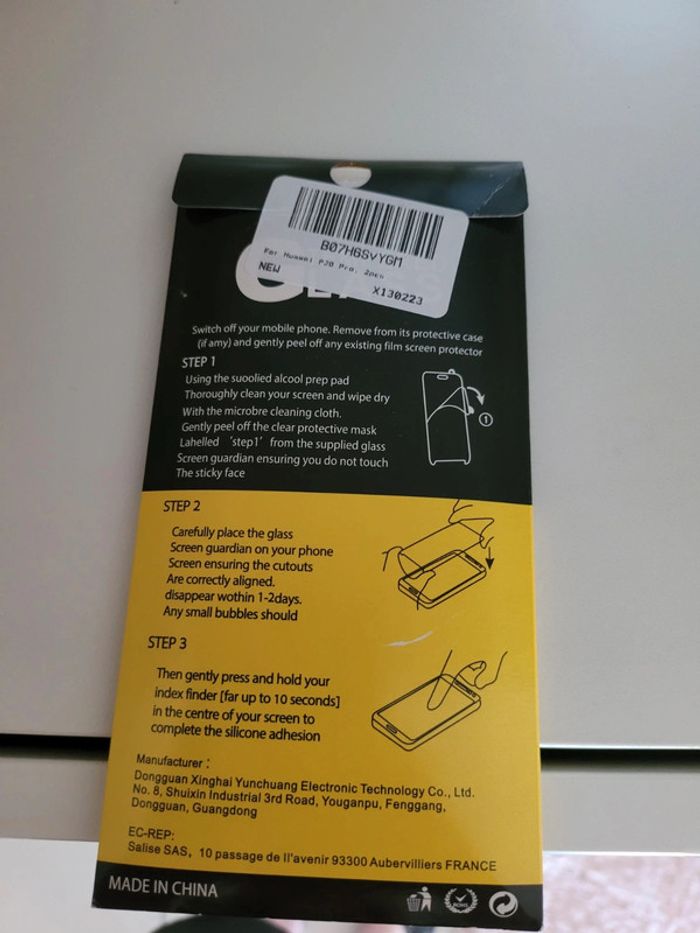 B07HGSVYGM
For Huawei P20 Pro, 2pcs
NEW
X130223
Switch off your mobile phone. Remove from its protective case
(if amy) and gently peel off any existing film screen protector
STEP 1
Using the suoolied alcool prep pad
Thoroughly clean your screen and wipe dry
With the microbre cleaning cloth.
Gently peel off the clear protective mask
Lahelled 'step1' from the supplied glass
Screen guardian ensuring you do not touch
The sticky face
1
STEP 2
Carefully place the glass
Screen guardian on your phone
Screen ensuring the cutouts
Are correctly aligned.
disappear wothin 1-2days.
Any small bubbles should
STEP 3
Then gently press and hold your
index finder [far up to 10 seconds]
in the centre of your screen to
complete the silicone adhesion
Manufacturer :
Dongguan Xinghai Yunchuang Electronic Technology Co., Ltd.
No. 8, Shuixin Industrial 3rd Road, Youganpu, Fenggang,
Dongguan, Guangdong
EC-REP:
Salise SAS, 10 passage de ll'avenir 93300 Aubervilliers FRANCE
MADE IN CHINA